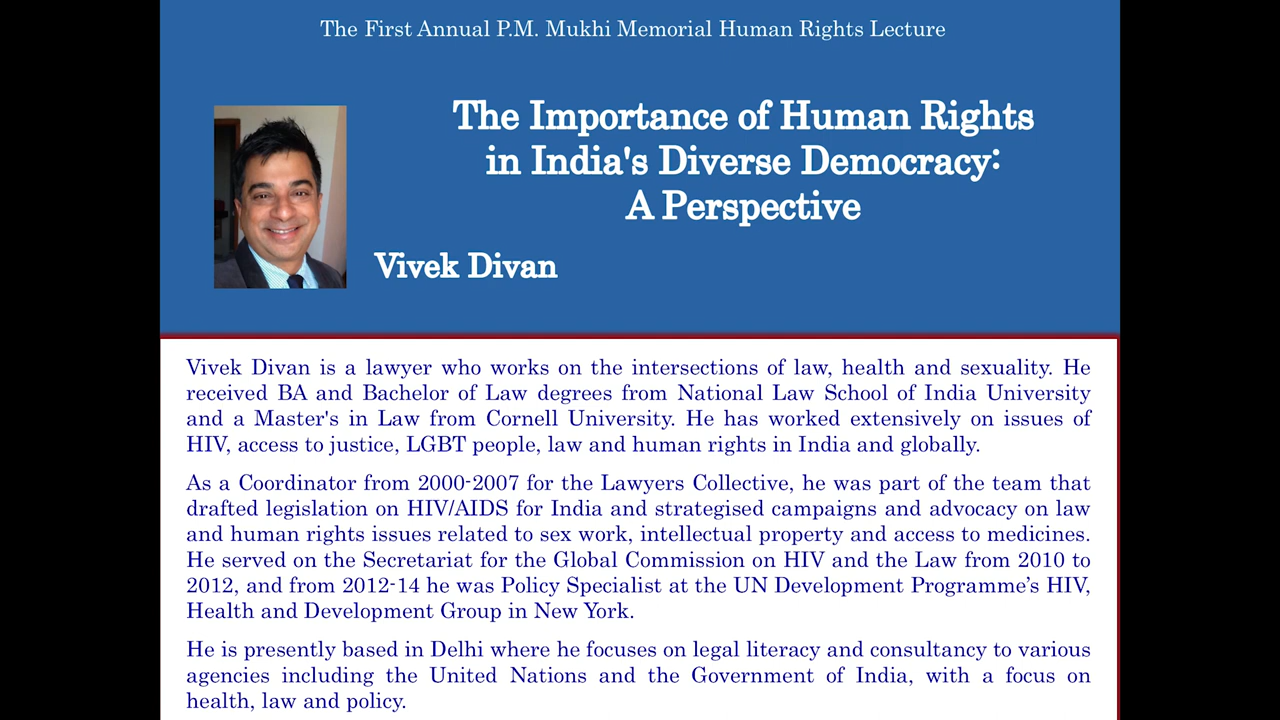 The First Annual P.M. Mukhi Memorial Human Rights Lecture
The Importance of Human Rights
in India's Diverse Democracy:
A Perspective
Vivek Divan
Vivek Divan is a lawyer who works on the intersections of law, health and sexuality. He
received BA and Bachelor of Law degrees from National Law School of India University
and a Master's in Law from Cornell University. He has worked extensively on issues of
HIV, access to justice, LGBT people, law and human rights in India and globally.
As a Coordinator from 2000-2007 for the Lawyers Collective, he was part of the team that
drafted legislation on HIV/AIDS for India and strategised campaigns and advocacy on law
and human rights issues related to sex work, intellectual property and access to medicines.
He served on the Secretariat for the Global Commission on HIV and the Law from 2010 to
2012, and from 2012-14 he was Policy Specialist at the UN Development Programme’s HIV,
Health and Development Group in New York.
He is presently based in Delhi where he focuses on legal literacy and consultancy to various
agencies including the United Nations and the Government of India, with a focus on
health, law and policy.